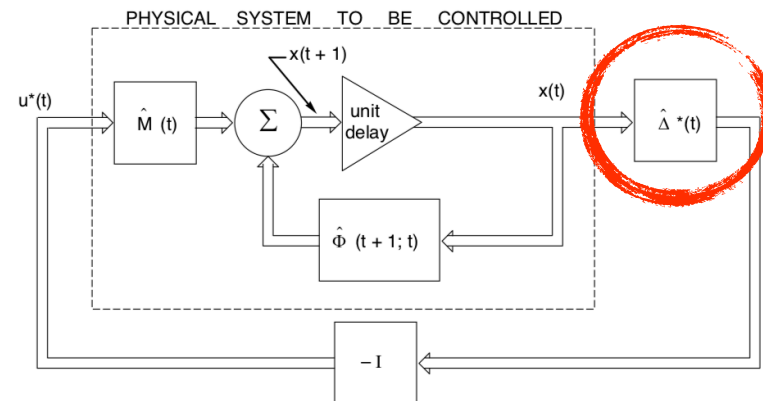 PHYSICAL SYSTEM TO BE CONTROLLED
x(t + 1)
u*(t)
M̂ (t)
Σ
unit
delay
x(t)
Δ̂ *(t)
Φ̂ (t + 1; t)
– I